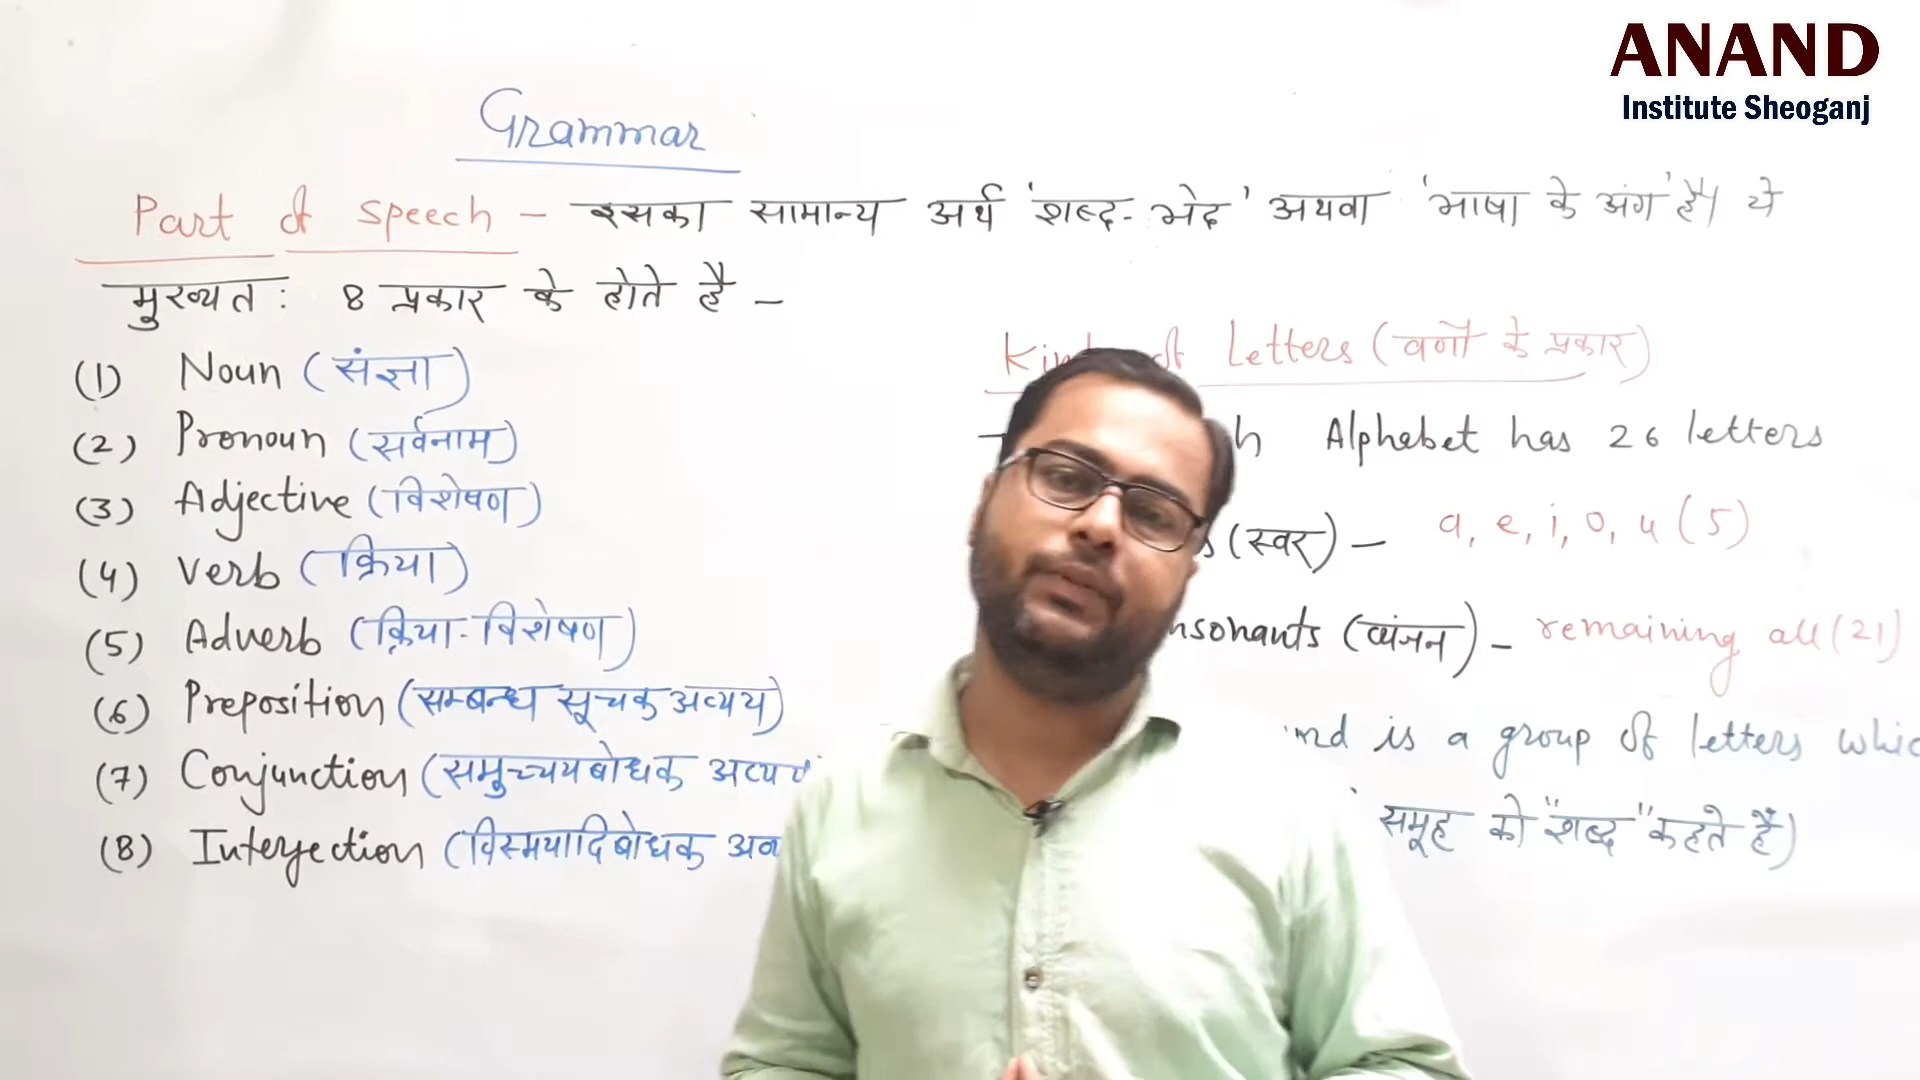 ANAND
Institute Sheoganj
Grammar
Part of speech – इसका सामान्य अर्थ 'शब्द-भेद' अथवा 'भाषा के अंग' है। ये
मुख्यतः 8 प्रकार के होते है –
(1) Noun (संज्ञा)
(2) Pronoun (सर्वनाम)
(3) Adjective (विशेषण)
(4) Verb (क्रिया)
(5) Adverb (क्रिया-विशेषण)
(6) Preposition (सम्बन्ध सूचक अव्यय)
(7) Conjunction (समुच्चयबोधक
(8) Interjection (विस्मयादिबोधक
Letters (वर्णों के प्रकार)
Alphabet has 26 letters
(स्वर) – a, e, i, o, u (5)
(व्यंजन) – remaining all (21)
is a group of letters
समूह को "शब्द" कहते है)